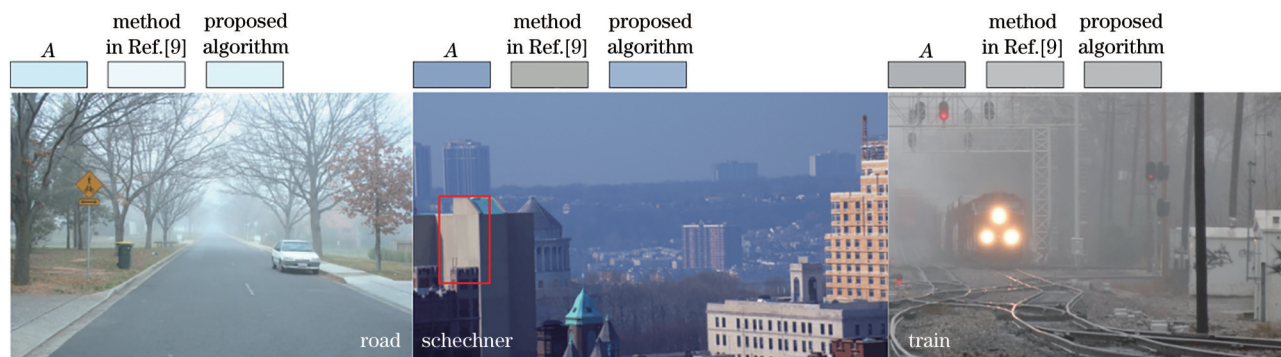 A
method
in Ref.[9]
proposed
algorithm
A
method
in Ref.[9]
proposed
algorithm
A
method
in Ref.[9]
proposed
algorithm
road
schechner
train